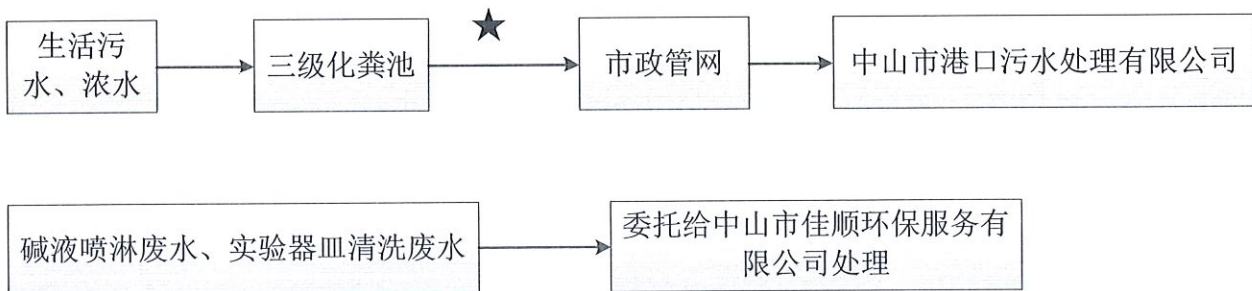 生活污
水、浓水
三级化粪池
★
市政管网
中山市港口污水处理有限公司
碱液喷淋废水、实验器皿清洗废水
委托给中山市佳顺环保服务有
限公司处理